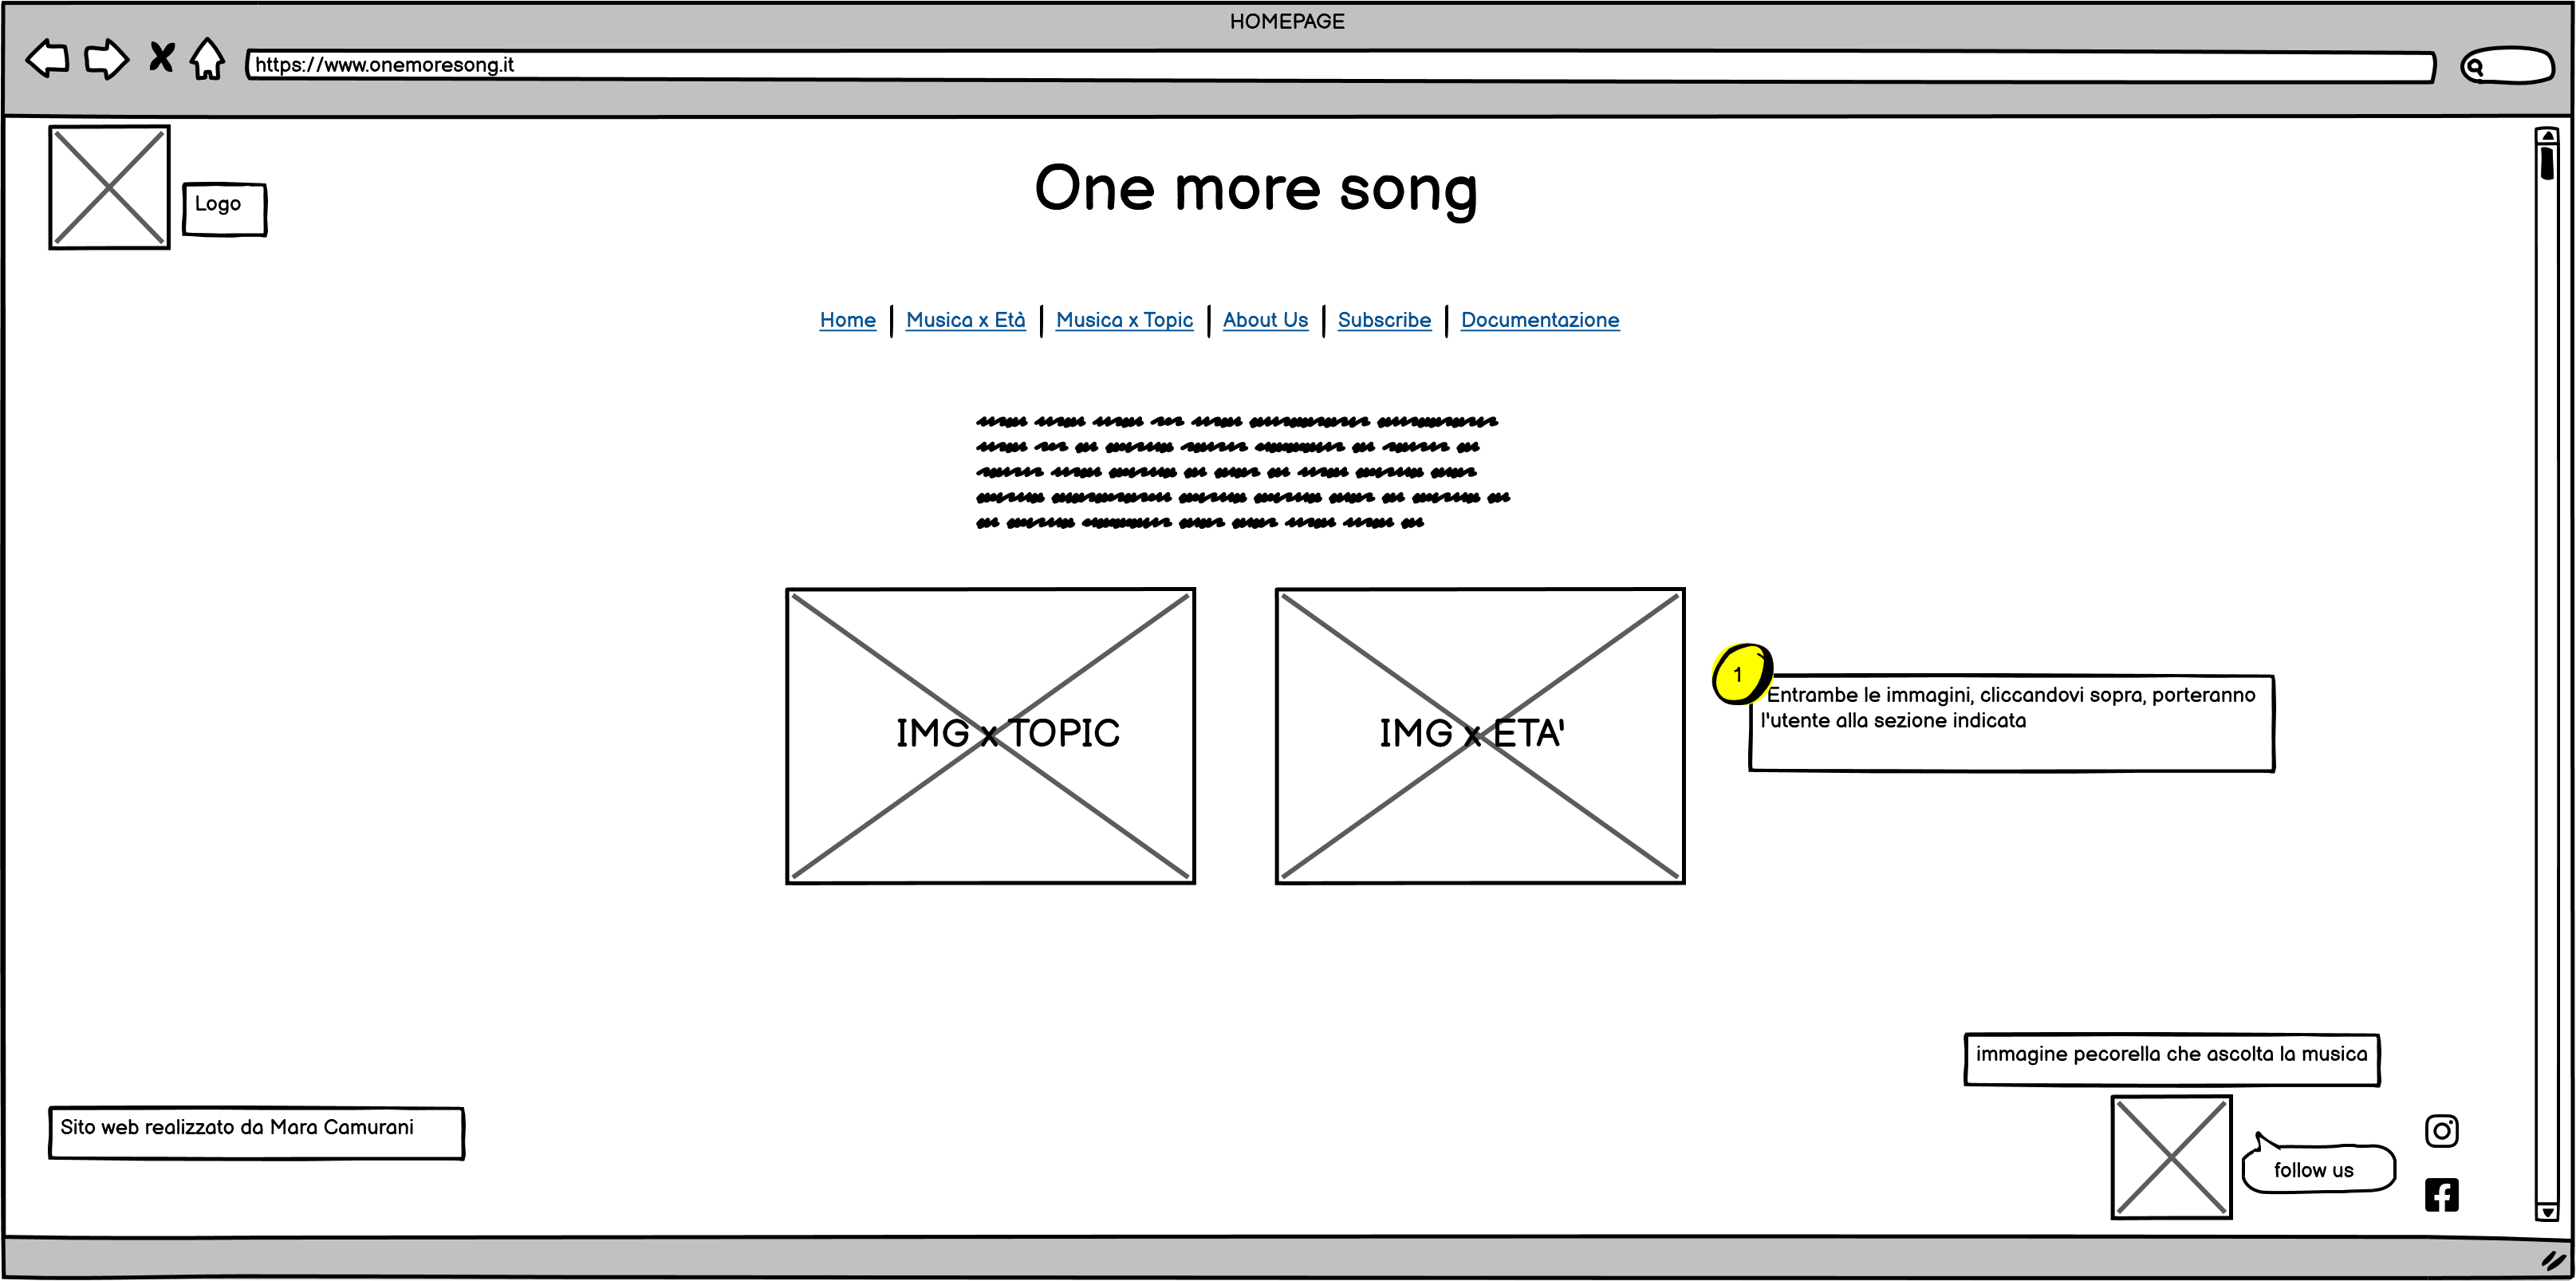 HOMEPAGE
https://www.onemoresong.it
Logo
One more song
Home | Musica x Età | Musica x Topic | About Us | Subscribe | Documentazione
IMG x TOPIC
IMG x ETA'
1
Entrambe le immagini, cliccandovi sopra, porteranno
l'utente alla sezione indicata
immagine pecorella che ascolta la musica
Sito web realizzato da Mara Camurani
follow us